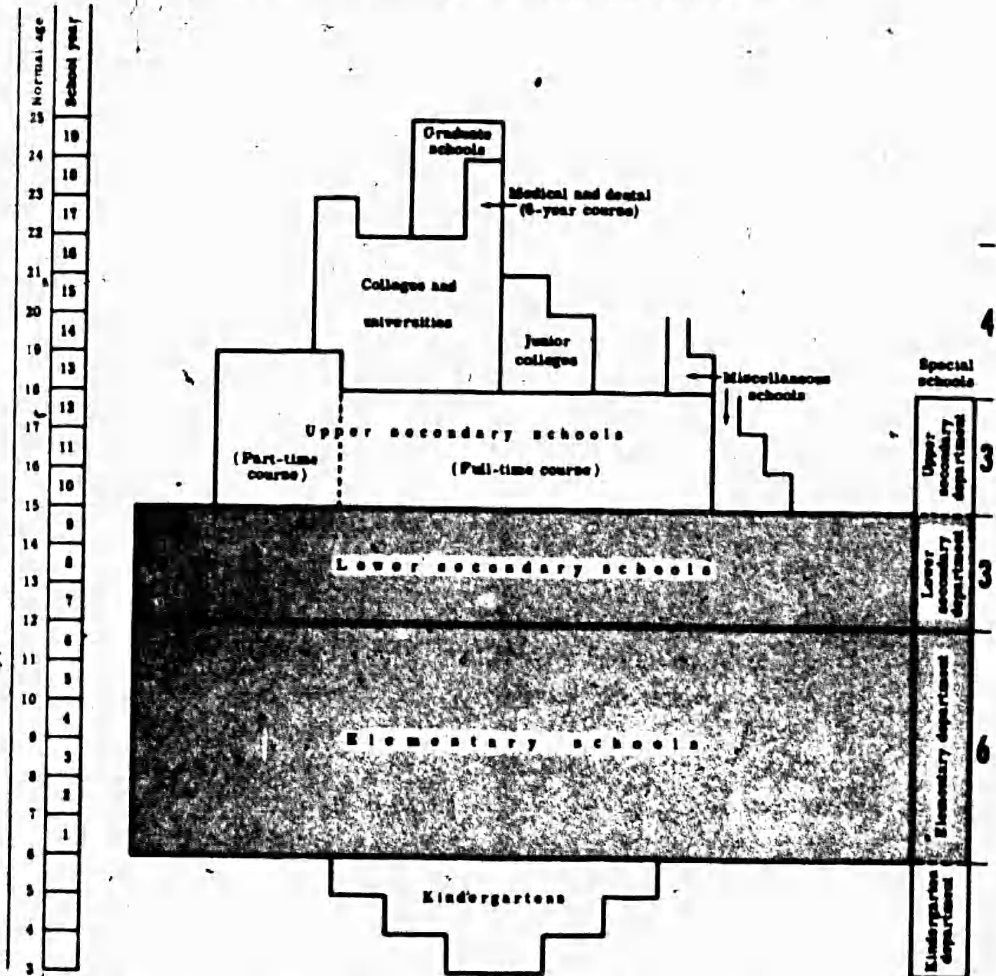 Normal age
School year
25
24
23
22
21
20
19
18
17
16
15
14
13
12
11
10
9
8
7
6
5
4
3
19
18
17
16
15
14
13
12
11
10
9
8
7
6
5
4
3
2
1
Graduate
schools
Medical and dental
(6-year course)
Colleges and
universities
Junior
colleges
Miscellaneous
schools
Upper secondary schools
(Part-time
course)
(Full-time course)
Lower secondary schools
Elementary schools
Kindergartens
Special
schools
Upper
secondary
department
Lower
secondary
department
Elementary department
Kindergarten
department
4
3
3
6